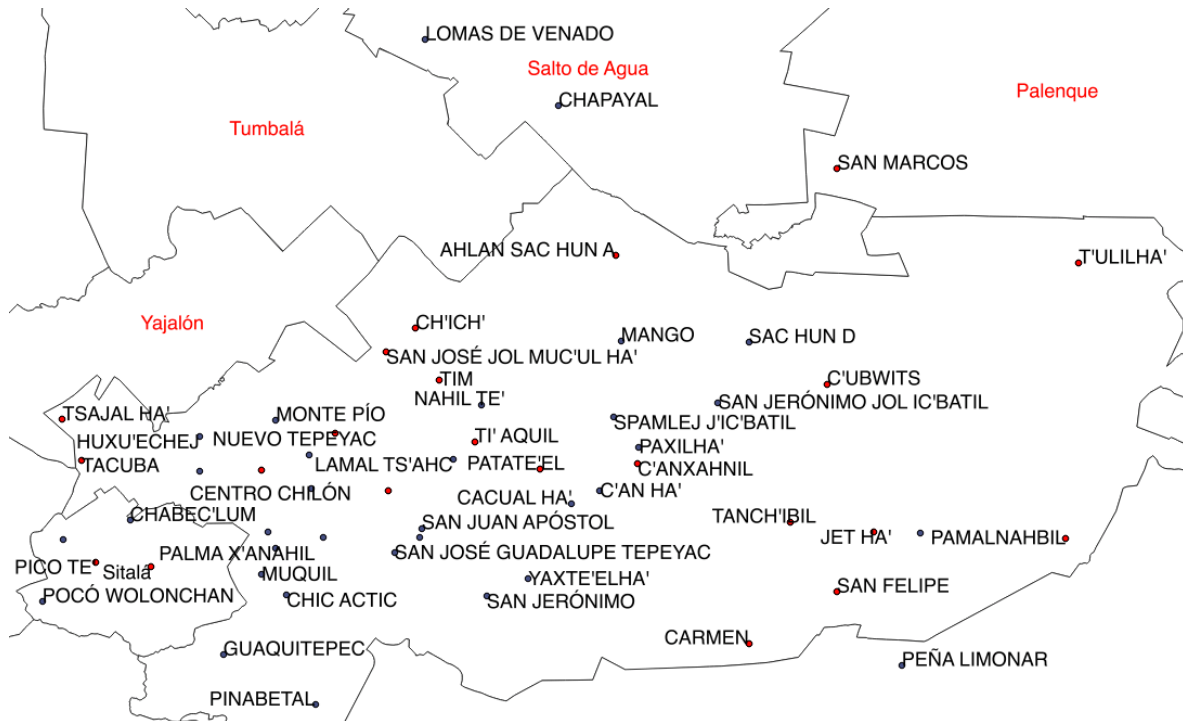 LOMAS DE VENADO
Salto de Agua
Palenque
CHAPAYAL
Tumbalá
SAN MARCOS
AHLAN SAC HUN A
T'ULILHA'
Yajalón
CH'ICH'
MANGO
SAC HUN D
SAN JOSÉ JOL MUC'UL HA'
TIM
C'UBWITS
NAHIL TE'
SAN JERÓNIMO JOL IC'BATIL
TSAJAL HA'
MONTE PÍO
SPAMLEJ J'IC'BATIL
HUXU'ECHEJ
NUEVO TEPEYAC
TI' AQUIL
PAXILHA'
TACUBA
LAMAL TS'AHC
PATATE'EL
C'ANXAHNIL
CENTRO CHILÓN
CACUAL HA'
C'AN HA'
CHABEC'LUM
SAN JUAN APÓSTOL
TANCH'IBIL
JET HA'
PAMALNAHBIL
PALMA X'ANAHIL
SAN JOSÉ GUADALUPE TEPEYAC
PICO TE'
Sitalá
MUQUIL
YAXTE'ELHA'
SAN FELIPE
POCÓ WOLONCHAN
CHIC ACTIC
SAN JERÓNIMO
CARMEN
GUAQUITEPEC
PEÑA LIMONAR
PINABETAL